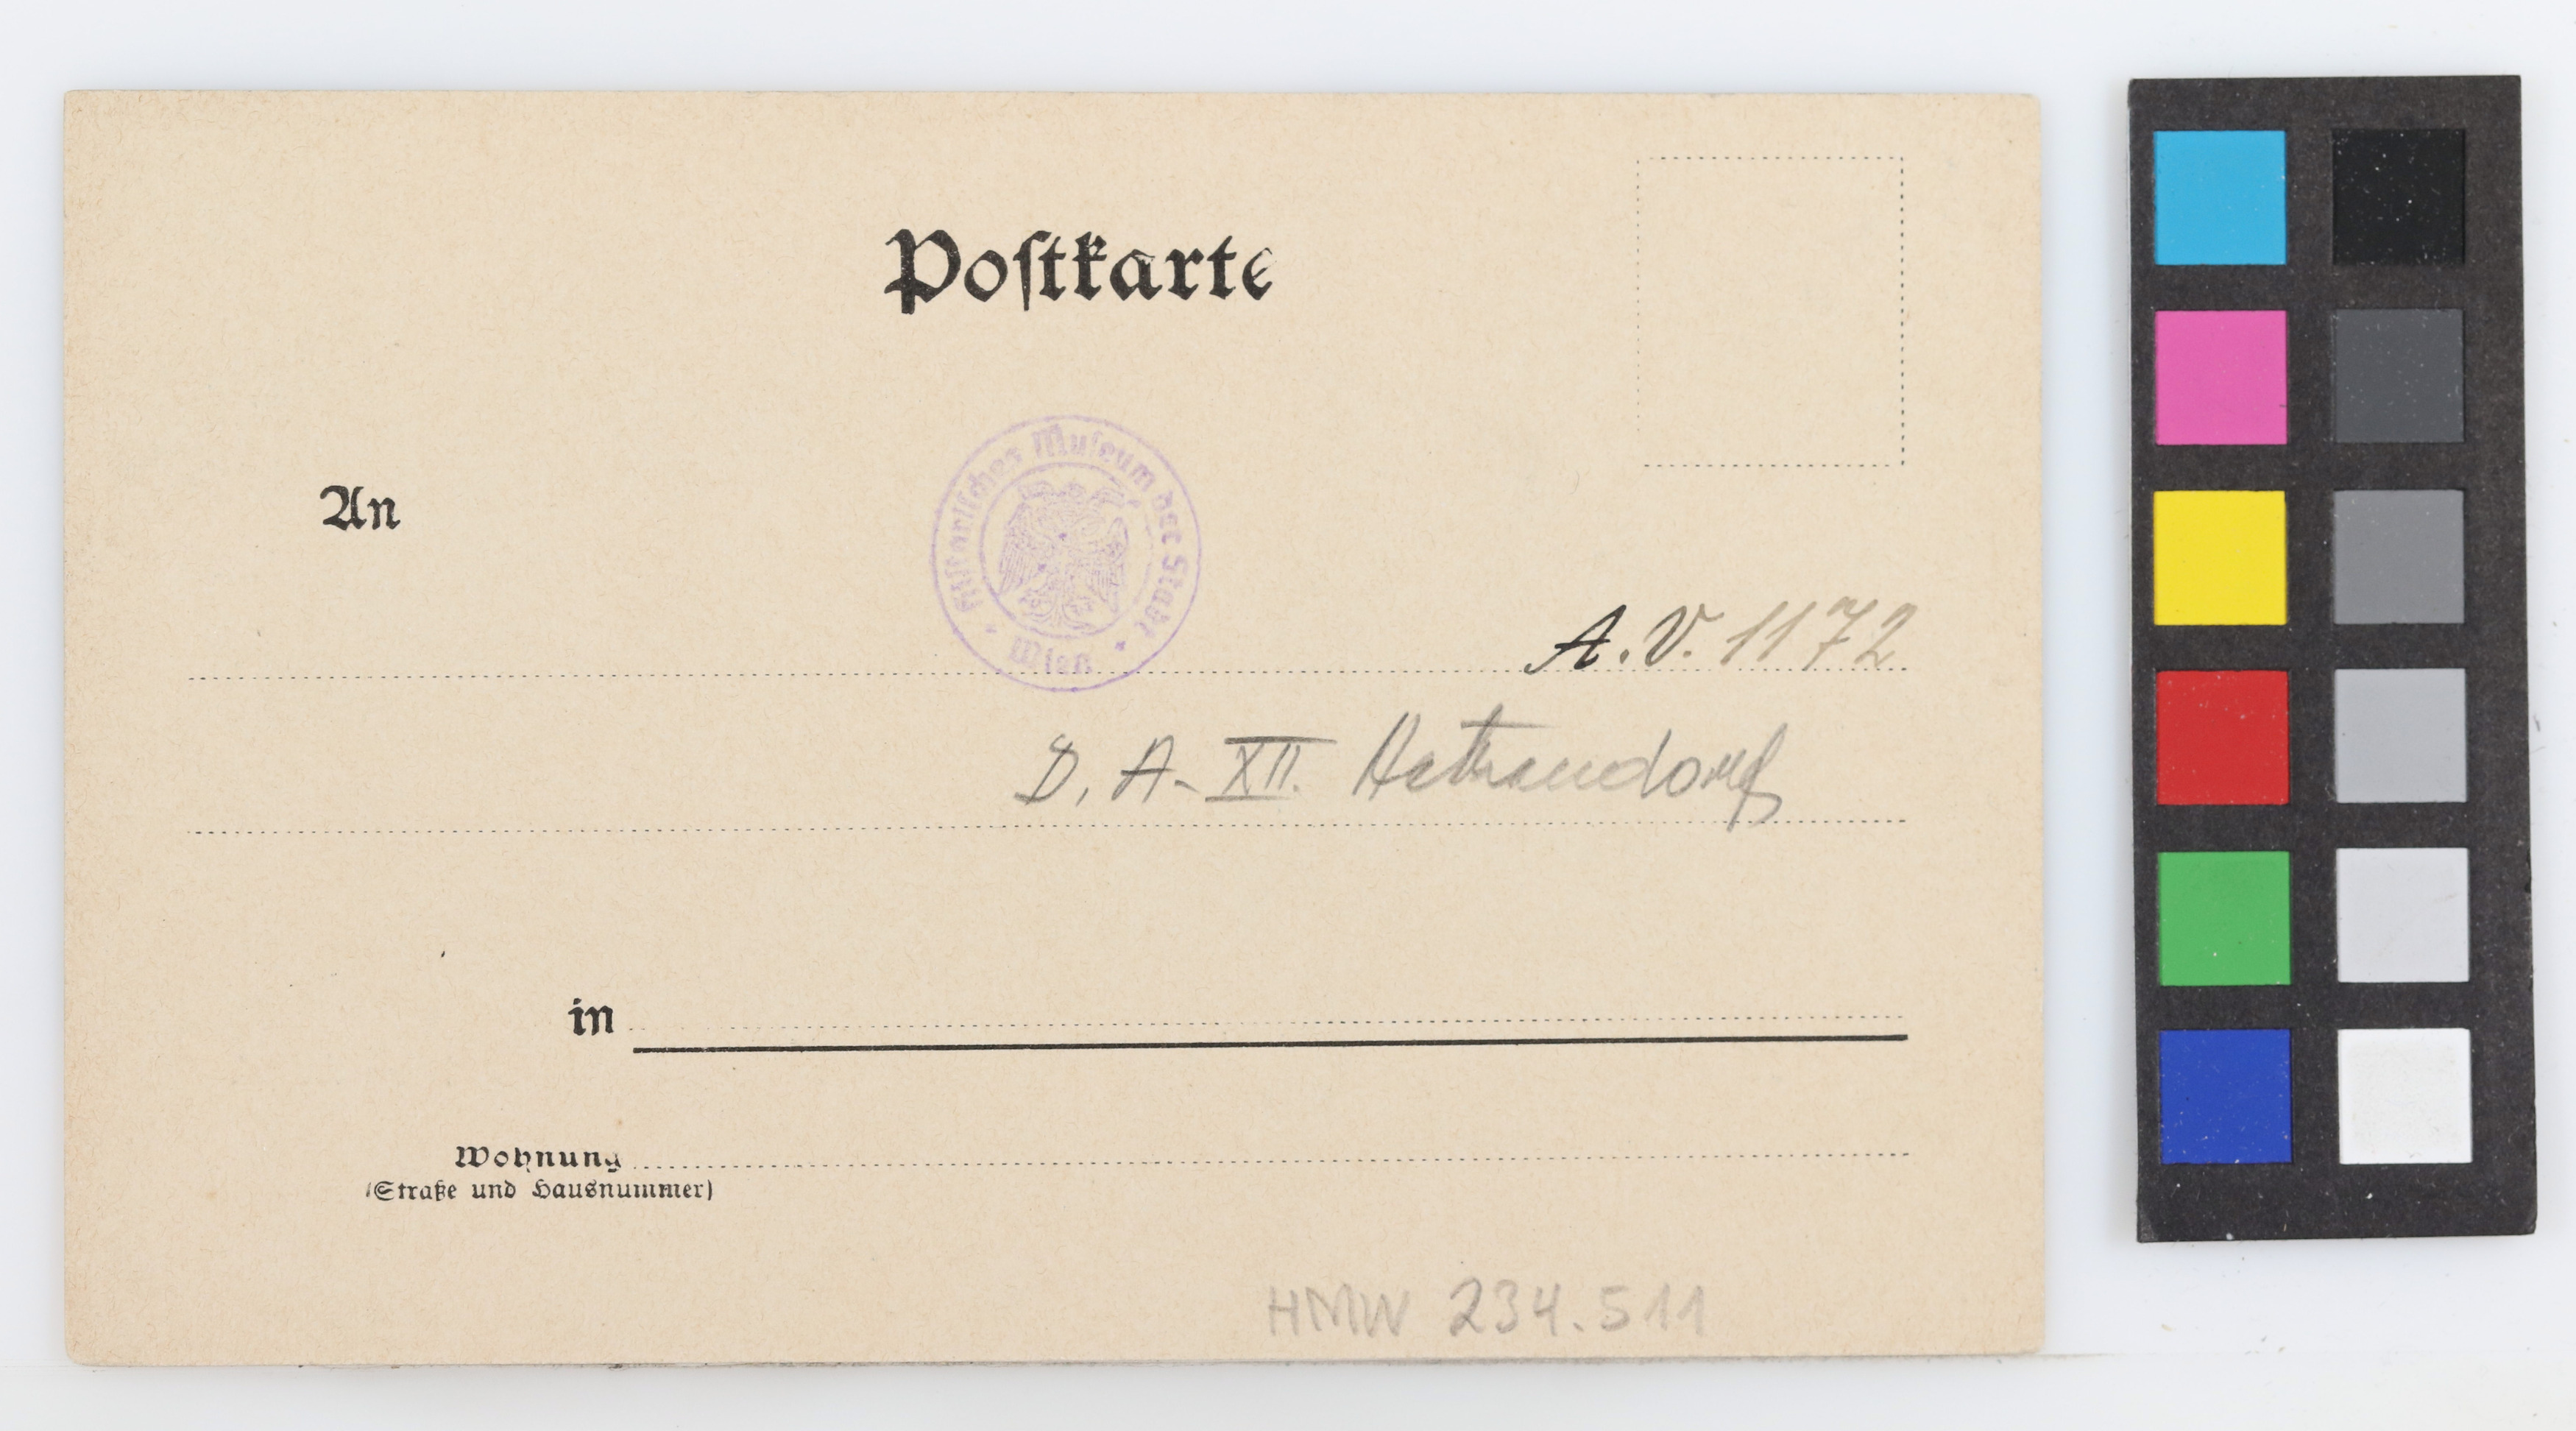 Poſtkarte
Hiſtoriſches Muſeum der Stadt
Wien
An
A.V. 1172
D. A- XII. Hetzendorf
in
Wohnung
(Straße und Hausnummer)
HMW 234.511